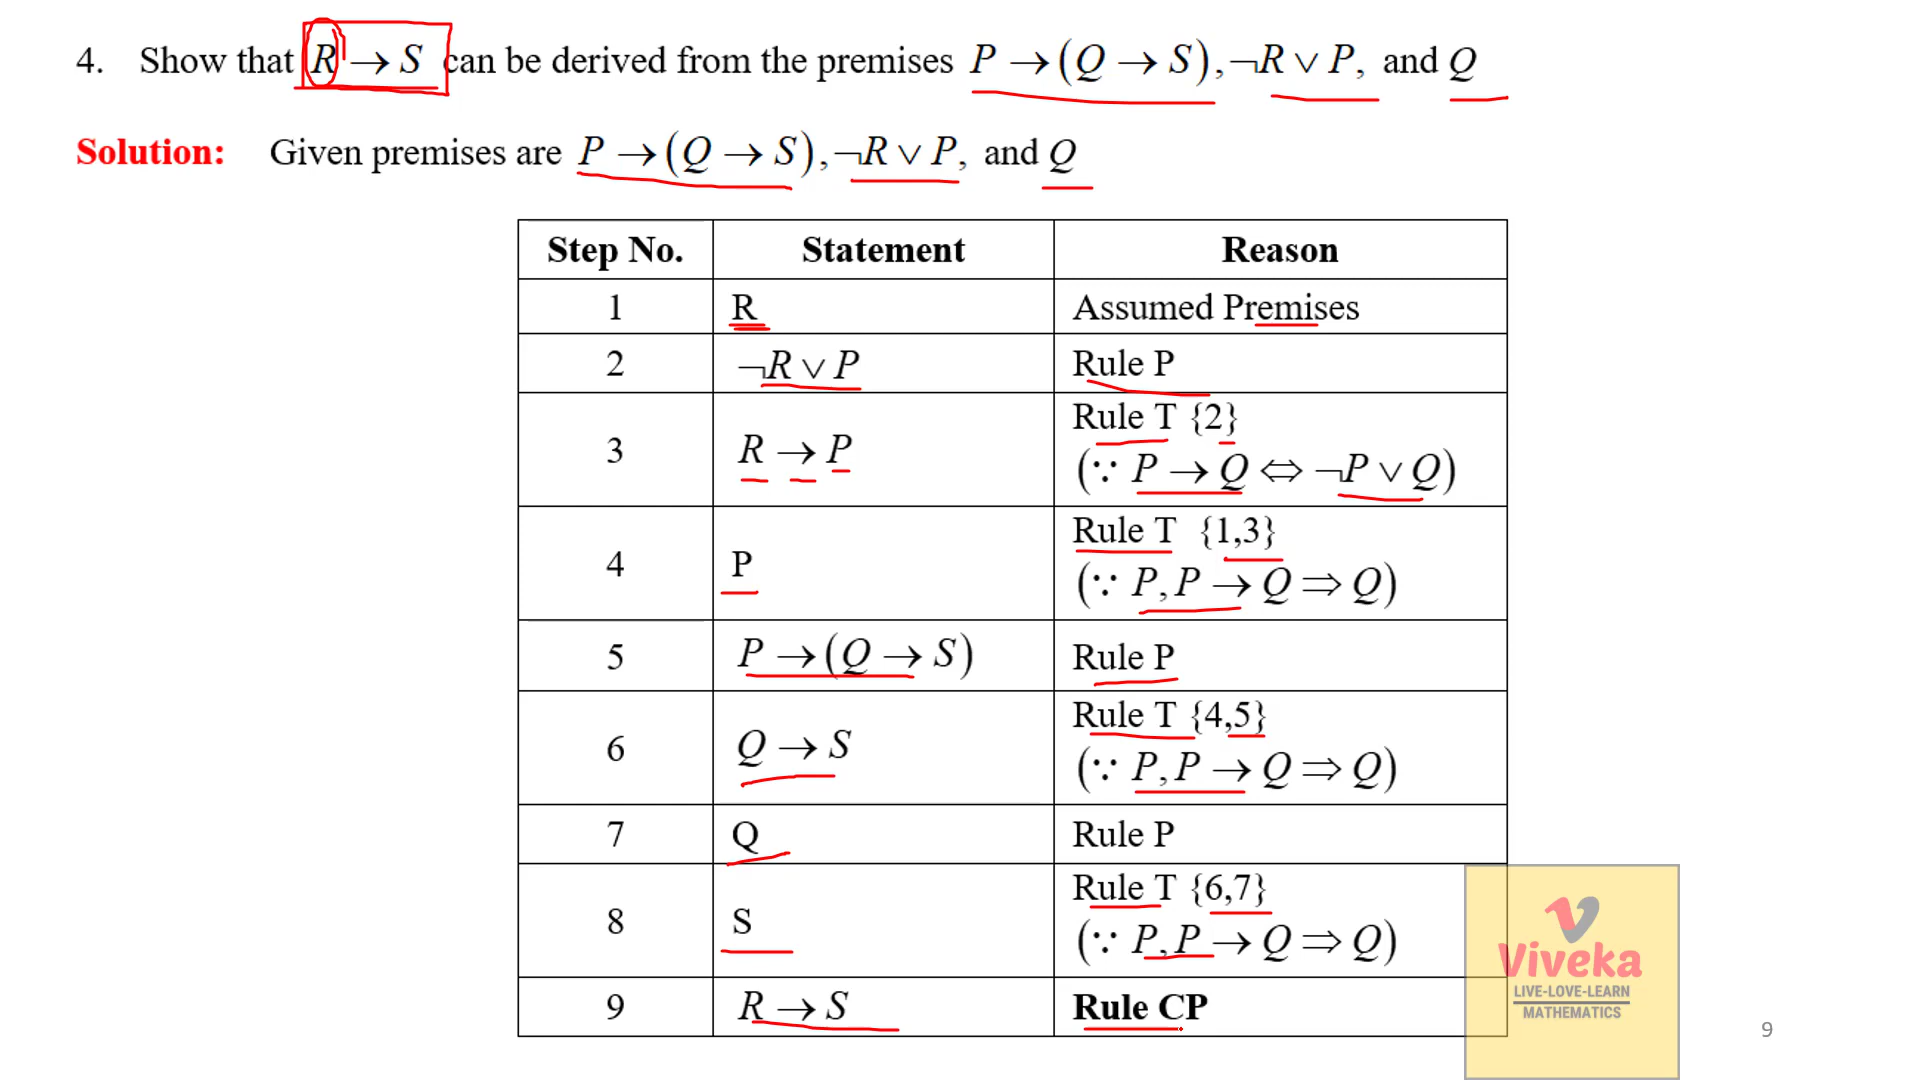 4. Show that R → S can be derived from the premises P → (Q → S), ¬R ∨ P, and Q
Solution: Given premises are P → (Q → S), ¬R ∨ P, and Q
Step No. Statement Reason
1 R Assumed Premises
2 ¬R ∨ P Rule P
3 R → P Rule T {2}
(∵ P → Q ⇔ ¬P ∨ Q)
4 P Rule T {1,3}
(∵ P, P → Q ⇒ Q)
5 P → (Q → S) Rule P
6 Q → S Rule T {4,5}
(∵ P, P → Q ⇒ Q)
7 Q Rule P
8 S Rule T {6,7}
(∵ P, P → Q ⇒ Q)
9 R → S Rule CP
Viveka
LIVE-LOVE-LEARN
MATHEMATICS
9